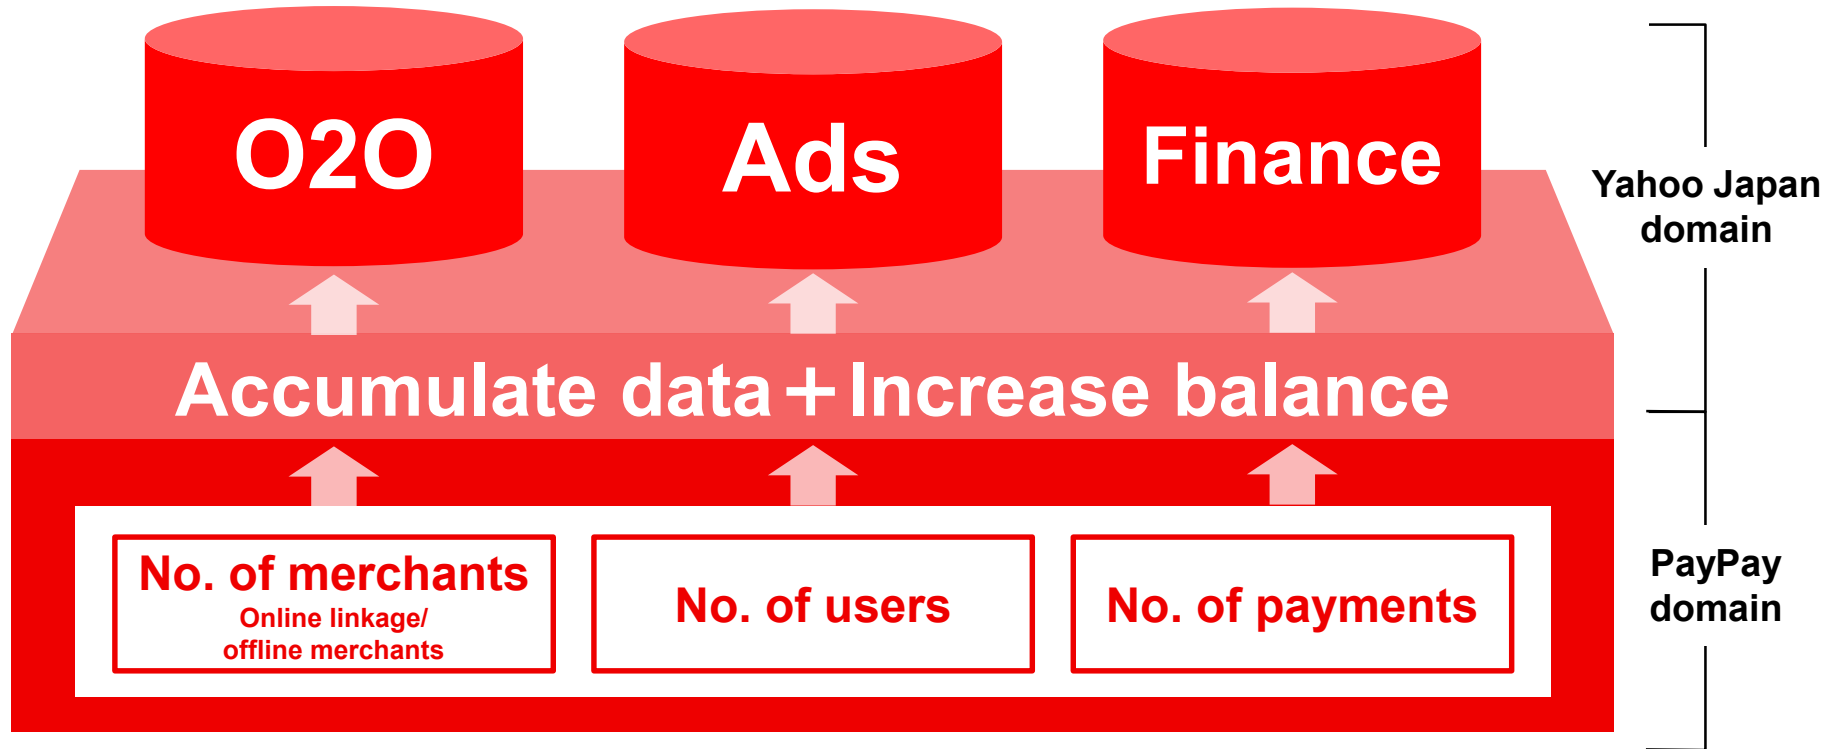 O2O
Ads
Finance
Yahoo Japan
domain
Accumulate data+Increase balance
No. of merchants
Online linkage/
offline merchants
No. of users
No. of payments
PayPay
domain